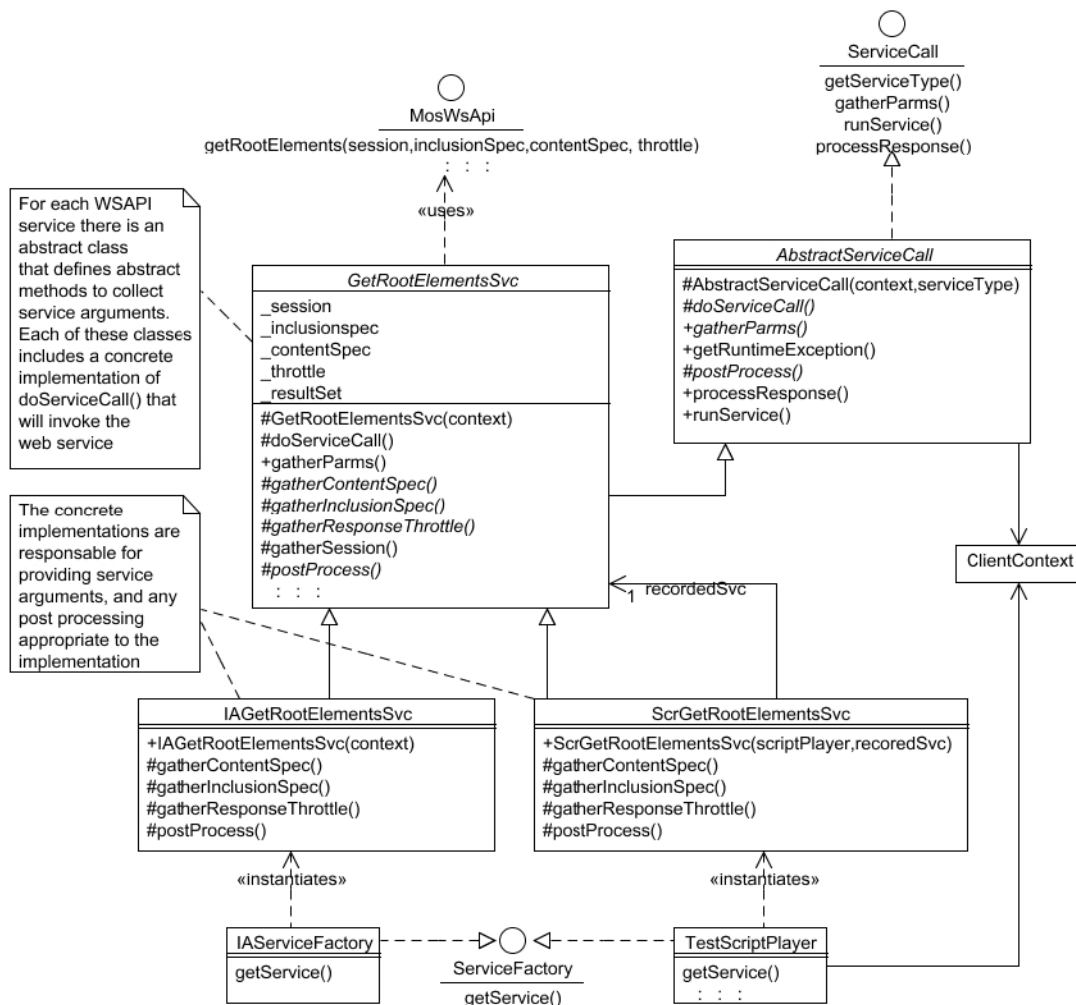 ServiceCall
getServiceType()
gatherParms()
runService()
processResponse()
MosWsApi
getRootElements(session,inclusionSpec,contentSpec, throttle)
: : :
«uses»
For each WSAPI
service there is an
abstract class
that defines abstract
methods to collect
service arguments.
Each of these classes
includes a concrete
implementation of
doServiceCall() that
will invoke the
web service
GetRootElementsSvc
_session
_inclusionspec
_contentSpec
_throttle
_resultSet
#GetRootElementsSvc(context)
#doServiceCall()
+gatherParms()
#gatherContentSpec()
#gatherInclusionSpec()
#gatherResponseThrottle()
#gatherSession()
#postProcess()
: : :
AbstractServiceCall
#AbstractServiceCall(context,serviceType)
#doServiceCall()
+gatherParms()
+getRuntimeException()
#postProcess()
+processResponse()
+runService()
The concrete
implementations are
responsable for
providing service
arguments, and any
post processing
appropriate to the
implementation
ClientContext
1 recordedSvc
IAGetRootElementsSvc
+IAGetRootElementsSvc(context)
#gatherContentSpec()
#gatherInclusionSpec()
#gatherResponseThrottle()
#postProcess()
ScrGetRootElementsSvc
+ScrGetRootElementsSvc(scriptPlayer,recoredSvc)
#gatherContentSpec()
#gatherInclusionSpec()
#gatherResponseThrottle()
#postProcess()
«instantiates»
«instantiates»
IAServiceFactory
getService()
ServiceFactory
getService()
TestScriptPlayer
getService()
: : :